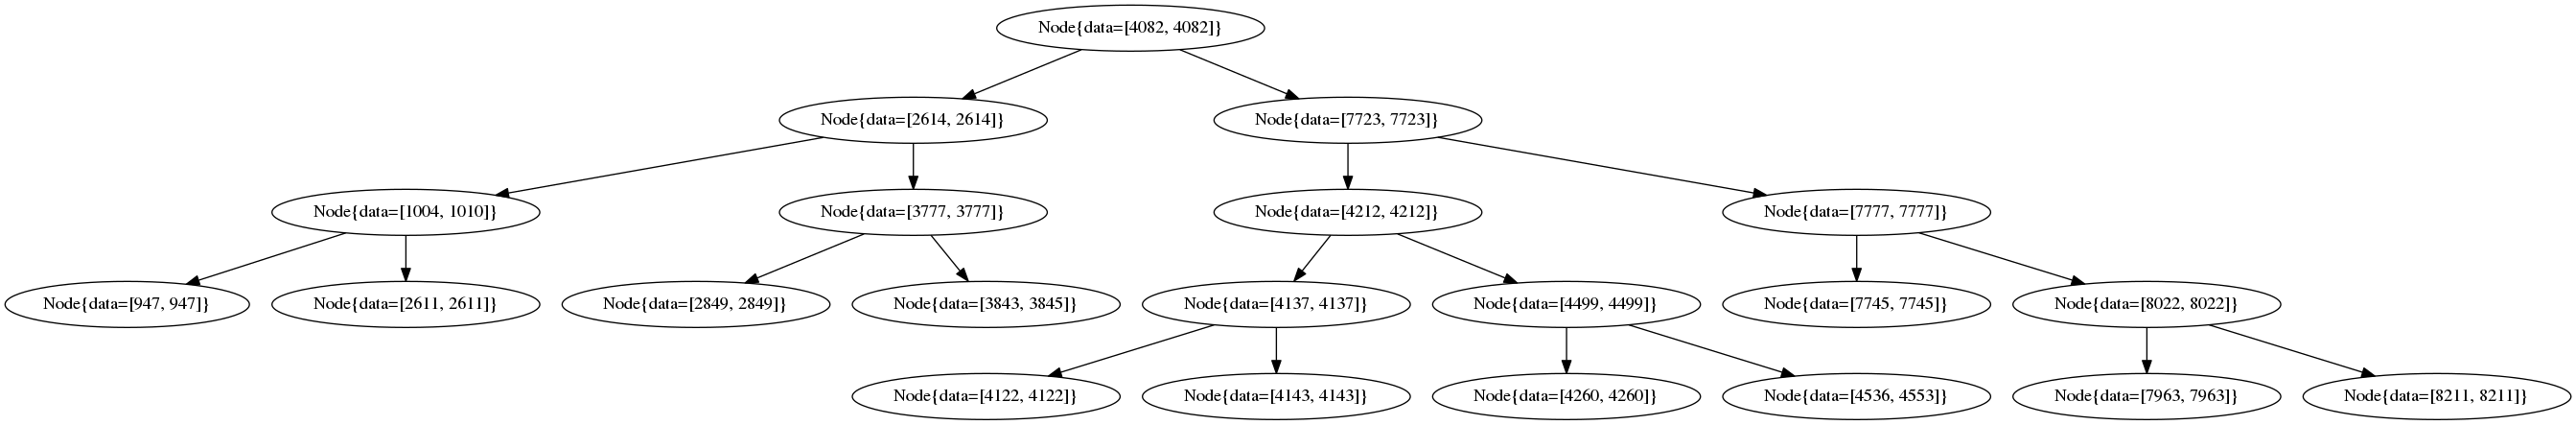 Node{data=[4082, 4082]}
Node{data=[2614, 2614]}
Node{data=[7723, 7723]}
Node{data=[1004, 1010]}
Node{data=[3777, 3777]}
Node{data=[4212, 4212]}
Node{data=[7777, 7777]}
Node{data=[947, 947]}
Node{data=[2611, 2611]}
Node{data=[2849, 2849]}
Node{data=[3843, 3845]}
Node{data=[4137, 4137]}
Node{data=[4499, 4499]}
Node{data=[7745, 7745]}
Node{data=[8022, 8022]}
Node{data=[4122, 4122]}
Node{data=[4143, 4143]}
Node{data=[4260, 4260]}
Node{data=[4536, 4553]}
Node{data=[7963, 7963]}
Node{data=[8211, 8211]}